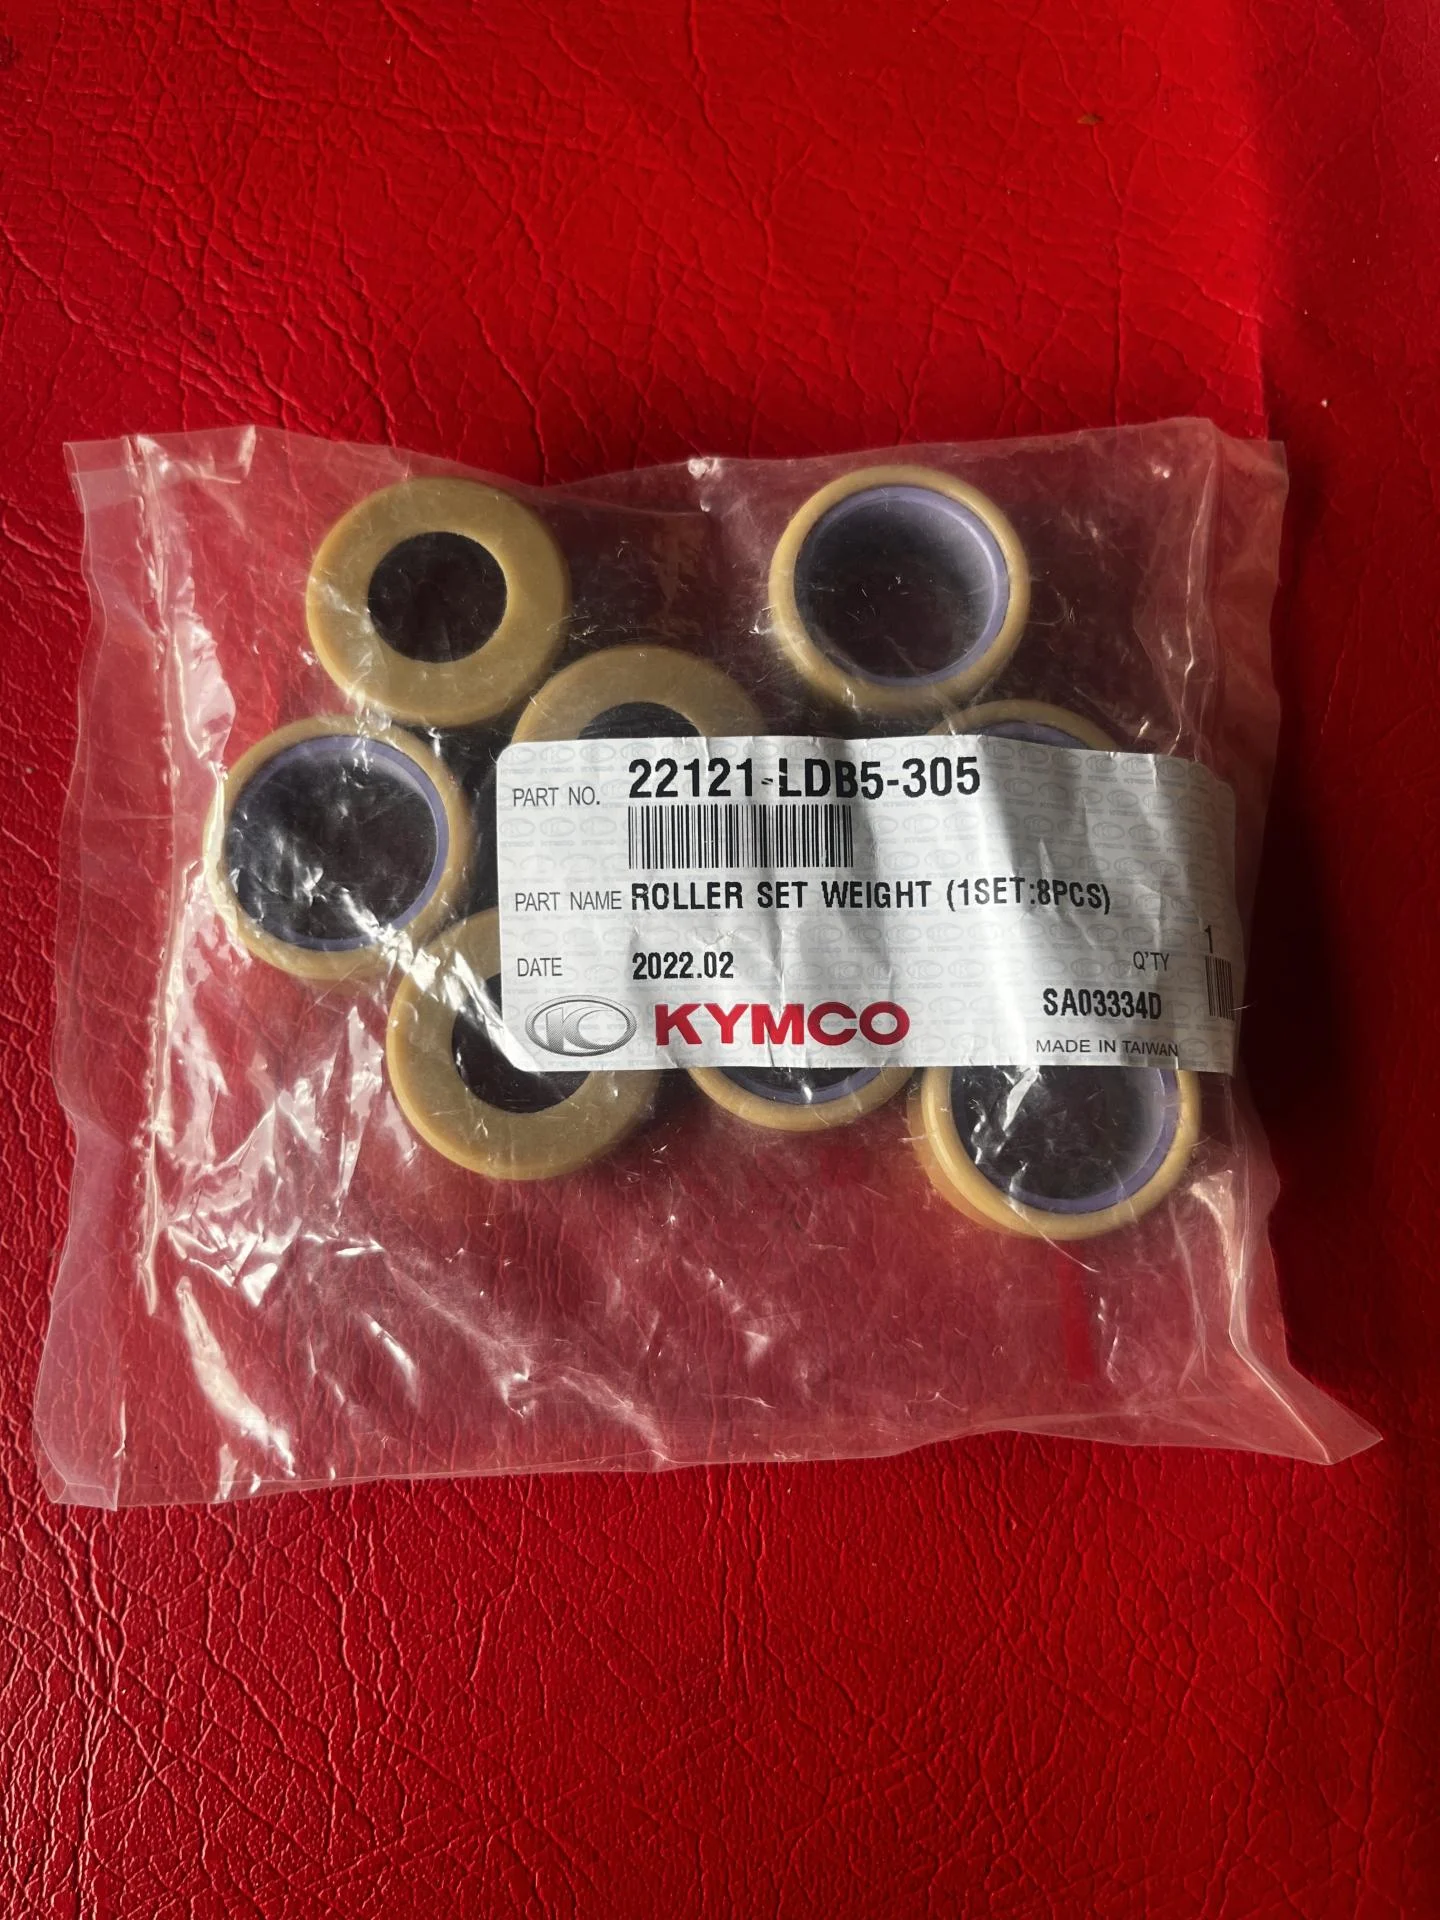 PART NO. 22121-LDB5-305
PART NAME ROLLER SET WEIGHT (1SET:8PCS)
DATE 2022.02 Q'TY 1
KYMCO SA03334D
MADE IN TAIWAN